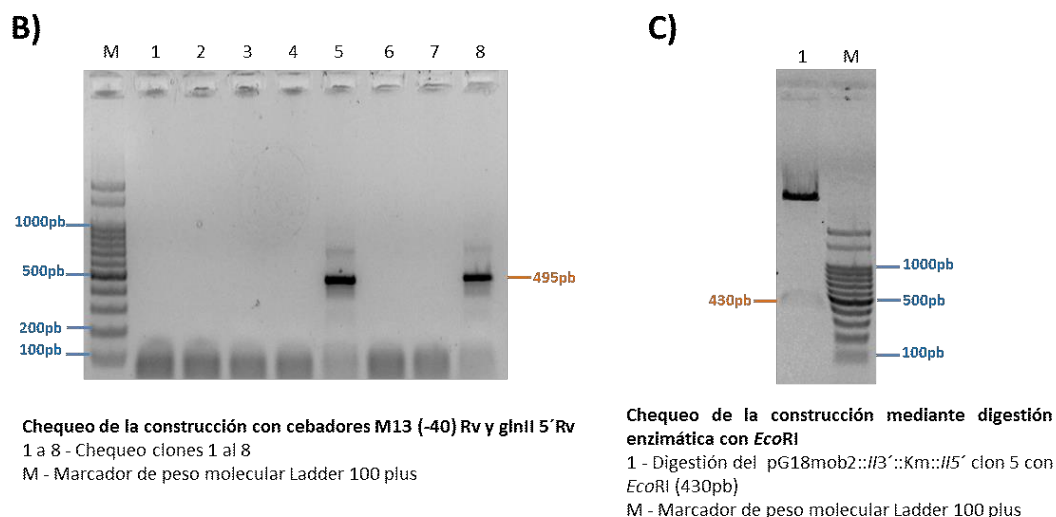 B)
M 1 2 3 4 5 6 7 8
1000pb
500pb
495pb
200pb
100pb
Chequeo de la construcción con cebadores M13 (-40) Rv y glnII 5´Rv
1 a 8 - Chequeo clones 1 al 8
M - Marcador de peso molecular Ladder 100 plus
C)
1 M
1000pb
430pb
500pb
100pb
Chequeo de la construcción mediante digestión
enzimática con EcoRI
1 - Digestión del pG18mob2::II3´::Km::II5´ clon 5 con
EcoRI (430pb)
M - Marcador de peso molecular Ladder 100 plus